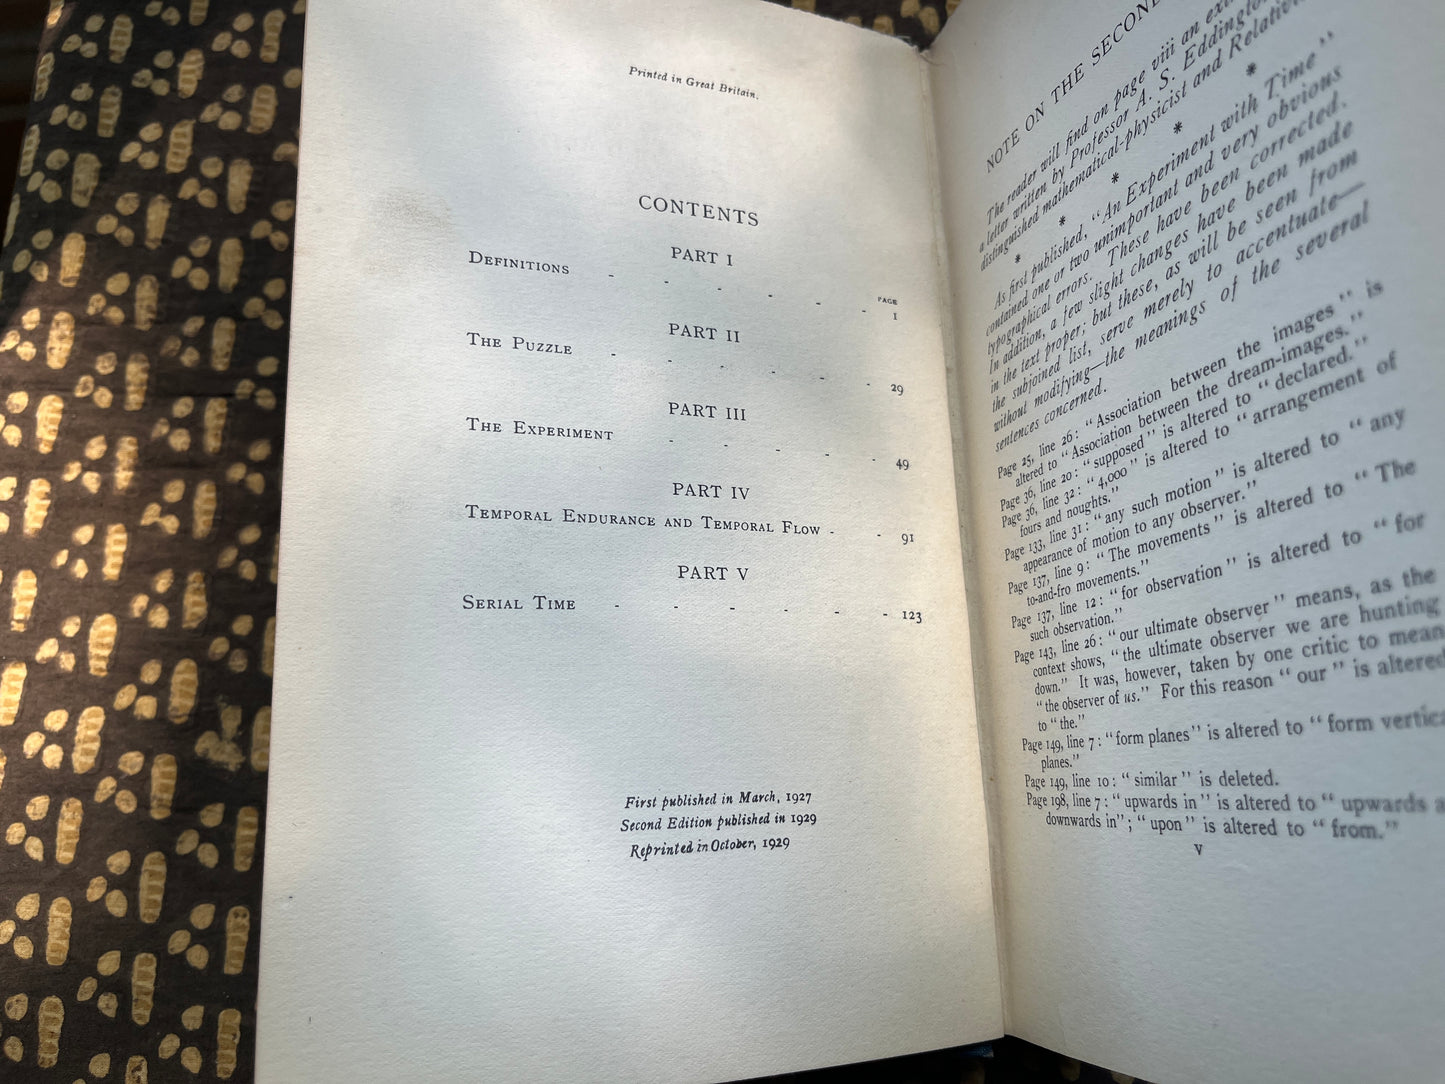 Printed in Great Britain.
CONTENTS
PART I
PAGE
Definitions - - - - - - 1
PART II
The Puzzle - - - - - - 29
PART III
The Experiment - - - - - 49
PART IV
Temporal Endurance and Temporal Flow - - 91
PART V
Serial Time - - - - - - 123
First published in March, 1927
Second Edition published in 1929
Reprinted in October, 1929
NOTE ON THE SECOND
The reader will find on page viii an
a letter written by Professor A. S. Eddington
distinguished mathematical-physicist and
* * * * *
As first published, "An Experiment with Time"
contained one or two unimportant and very obvious
typographical errors. These have been corrected.
In addition, a few slight changes have been made
in the text proper; but these, as will be seen from
the subjoined list, serve merely to accentuate—
without modifying—the meanings of the several
sentences concerned.
Page 25, line 26: "Association between the images" is
altered to "Association between the dream-images."
Page 36, line 20: "supposed" is altered to "declared."
Page 36, line 32: "4,000" is altered to "arrangement of
fours and noughts."
Page 133, line 31: "any such motion" is altered to "any
appearance of motion to any observer."
Page 137, line 9: "The movements" is altered to "The
to-and-fro movements."
Page 137, line 12: "for observation" is altered to "for
such observation."
Page 143, line 26: "our ultimate observer" means, as the
context shows, "the ultimate observer we are hunting
down." It was, however, taken by one critic to mean
"the observer of us." For this reason "our" is altered
to "the."
Page 149, line 7: "form planes" is altered to "form
planes."
Page 149, line 10: "similar" is deleted.
Page 198, line 7: "upwards in" is altered to "upwards
downwards in"; "upon" is altered to "from."
v